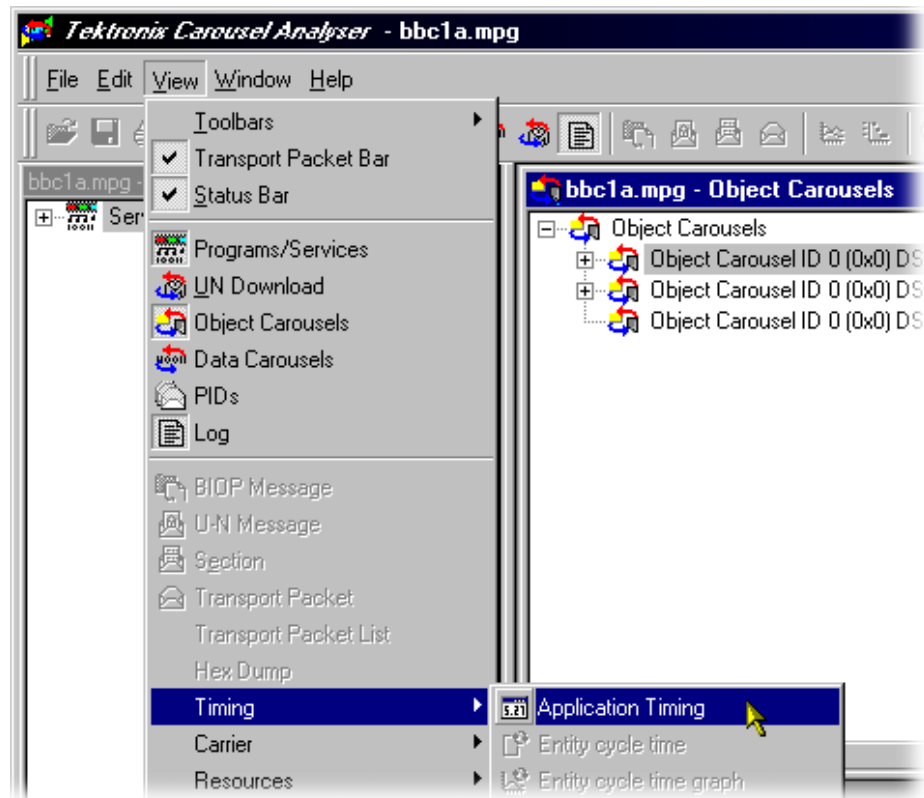 Tektronix Carousel Analyser - bbc1a.mpg
File Edit View Window Help
Toolbars
Transport Packet Bar
Status Bar
bbc1a.mpg -
Ser
bbc1a.mpg - Object Carousels
Object Carousels
Object Carousel ID 0 (0x0) DS
Object Carousel ID 0 (0x0) DS
Object Carousel ID 0 (0x0) DS
Programs/Services
UN Download
Object Carousels
Data Carousels
PIDs
Log
BIOP Message
U-N Message
Section
Transport Packet
Transport Packet List
Hex Dump
Timing
Carrier
Resources
Application Timing
Entity cycle time
Entity cycle time graph